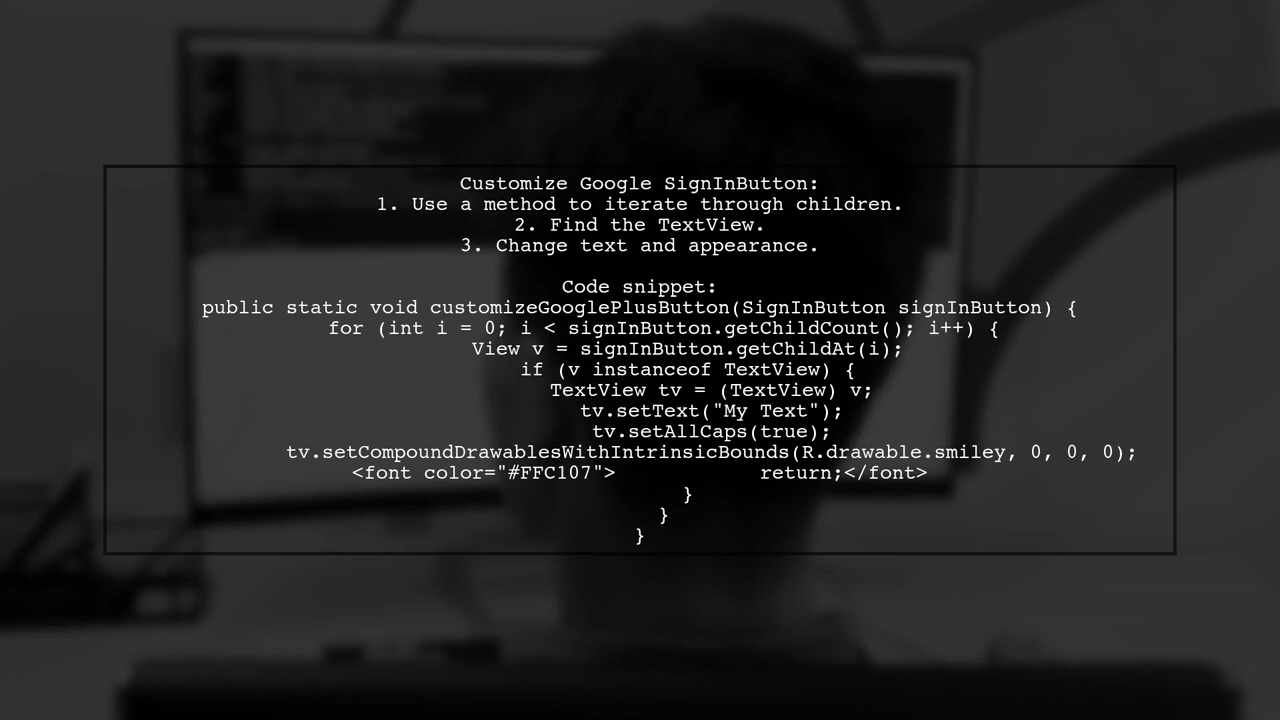 Customize Google SignInButton:
1. Use a method to iterate through children.
2. Find the TextView.
3. Change text and appearance.
Code snippet:
public static void customizeGooglePlusButton(SignInButton signInButton) {
for (int i = 0; i < signInButton.getChildCount(); i++) {
View v = signInButton.getChildAt(i);
if (v instanceof TextView) {
TextView tv = (TextView) v;
tv.setText("My Text");
tv.setAllCaps(true);
tv.setCompoundDrawablesWithIntrinsicBounds(R.drawable.smiley, 0, 0, 0);
<font color="#FFC107">            return;</font>
}
}
}